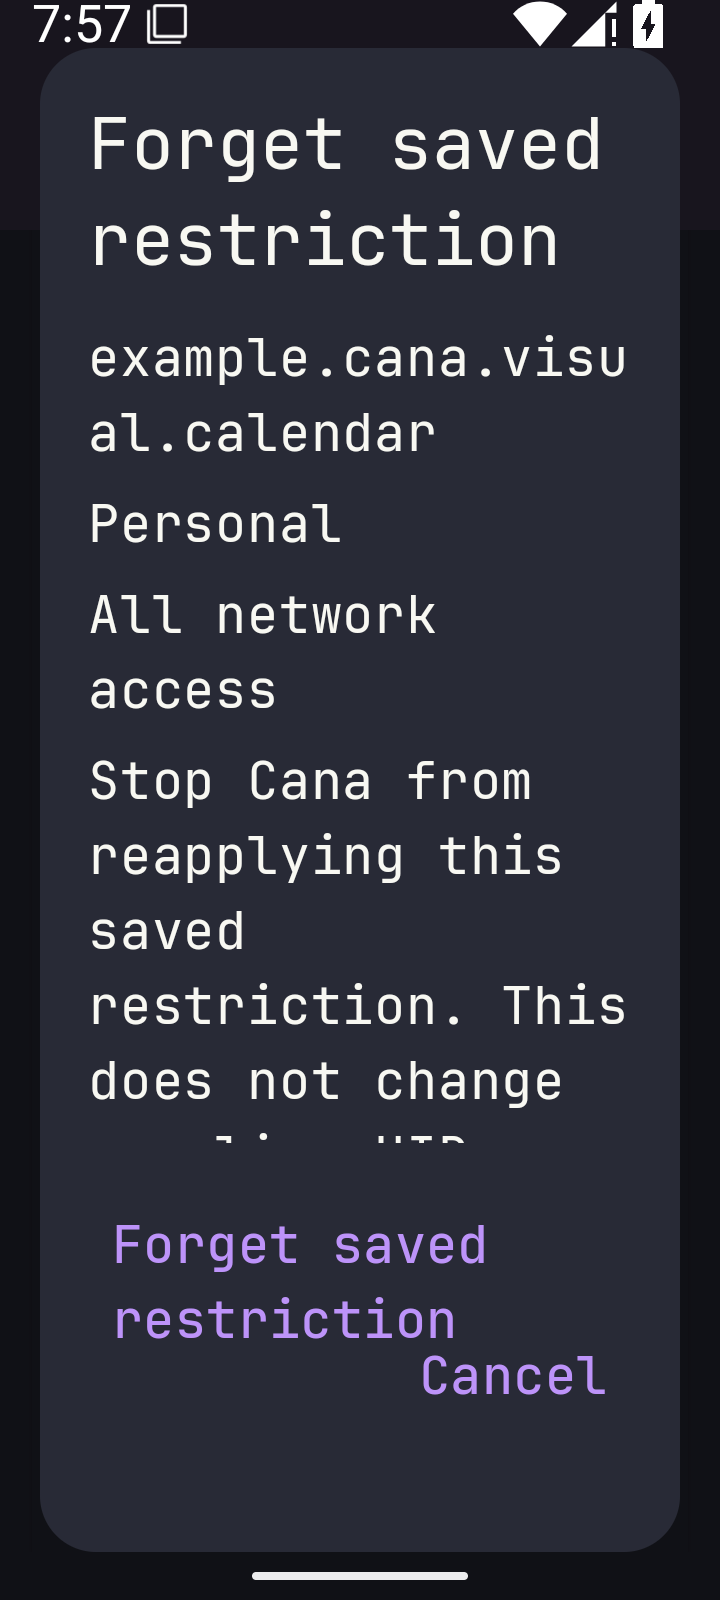 7:57
Forget saved
restriction
example.cana.visu
al.calendar
Personal
All network
access
Stop Cana from
reapplying this
saved
restriction. This
does not change
Forget saved
restriction
Cancel